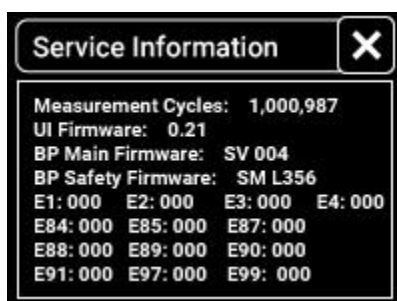 Service Information
Measurement Cycles: 1,000,987
UI Firmware: 0.21
BP Main Firmware: SV 004
BP Safety Firmware: SM L356
E1: 000 E2: 000 E3: 000 E4: 000
E84: 000 E85: 000 E87: 000
E88: 000 E89: 000 E90: 000
E91: 000 E97: 000 E99: 000